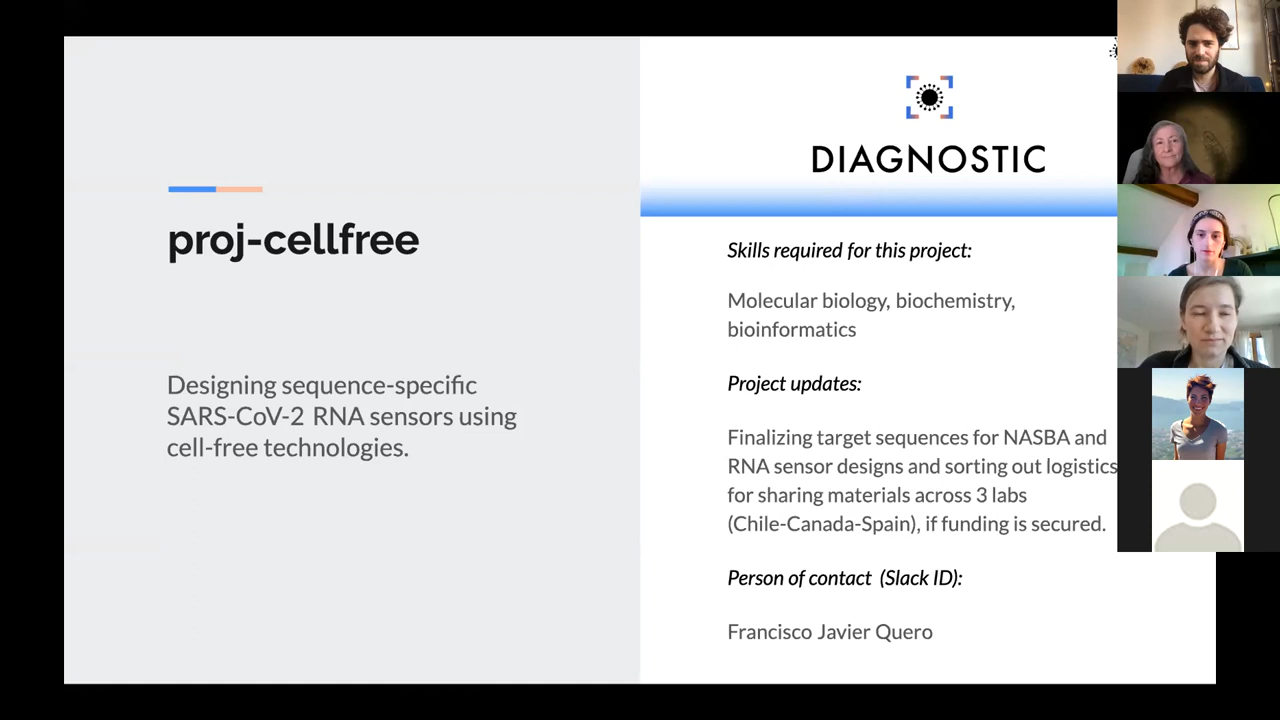 proj-cellfree
Designing sequence-specific
SARS-CoV-2 RNA sensors using
cell-free technologies.
DIAGNOSTIC
Skills required for this project:
Molecular biology, biochemistry,
bioinformatics
Project updates:
Finalizing target sequences for NASBA and
RNA sensor designs and sorting out logistics
for sharing materials across 3 labs
(Chile-Canada-Spain), if funding is secured.
Person of contact (Slack ID):
Francisco Javier Quero